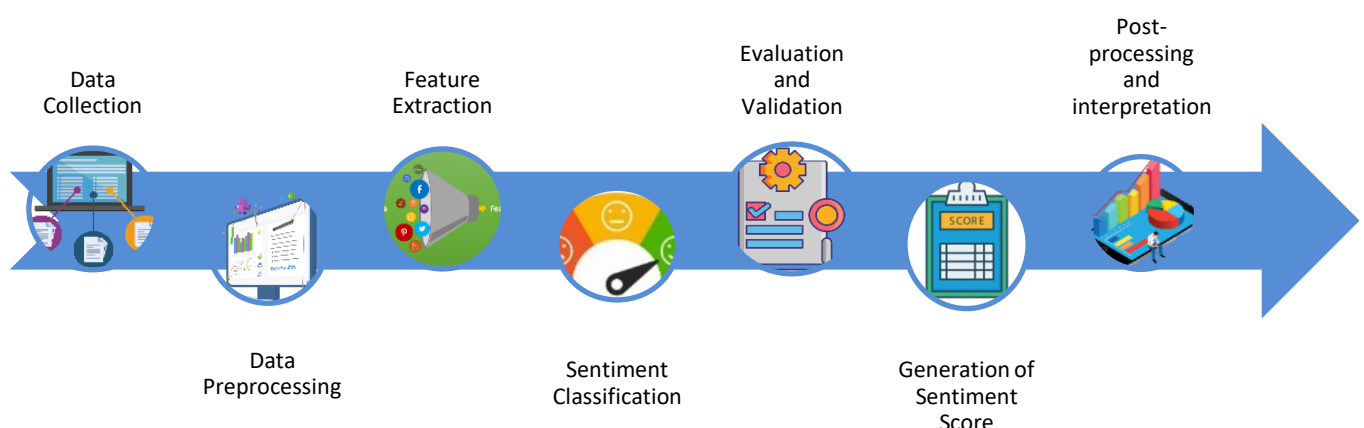 Data
Collection
Data
Preprocessing
Feature
Extraction
Sentiment
Classification
Evaluation
and
Validation
SCORE
Generation of
Sentiment
Score
Post-
processing
and
interpretation